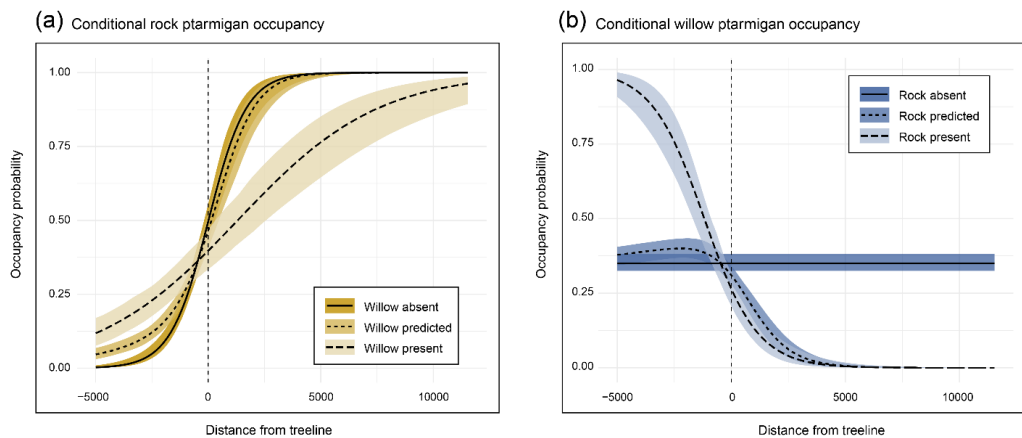 (a) Conditional rock ptarmigan occupancy
1.00
0.75
0.50
0.25
0.00
Occupancy probability
Willow absent
Willow predicted
Willow present
−5000 0 5000 10000
Distance from treeline
(b) Conditional willow ptarmigan occupancy
1.00
0.75
0.50
0.25
0.00
Occupancy probability
Rock absent
Rock predicted
Rock present
−5000 0 5000 10000
Distance from treeline